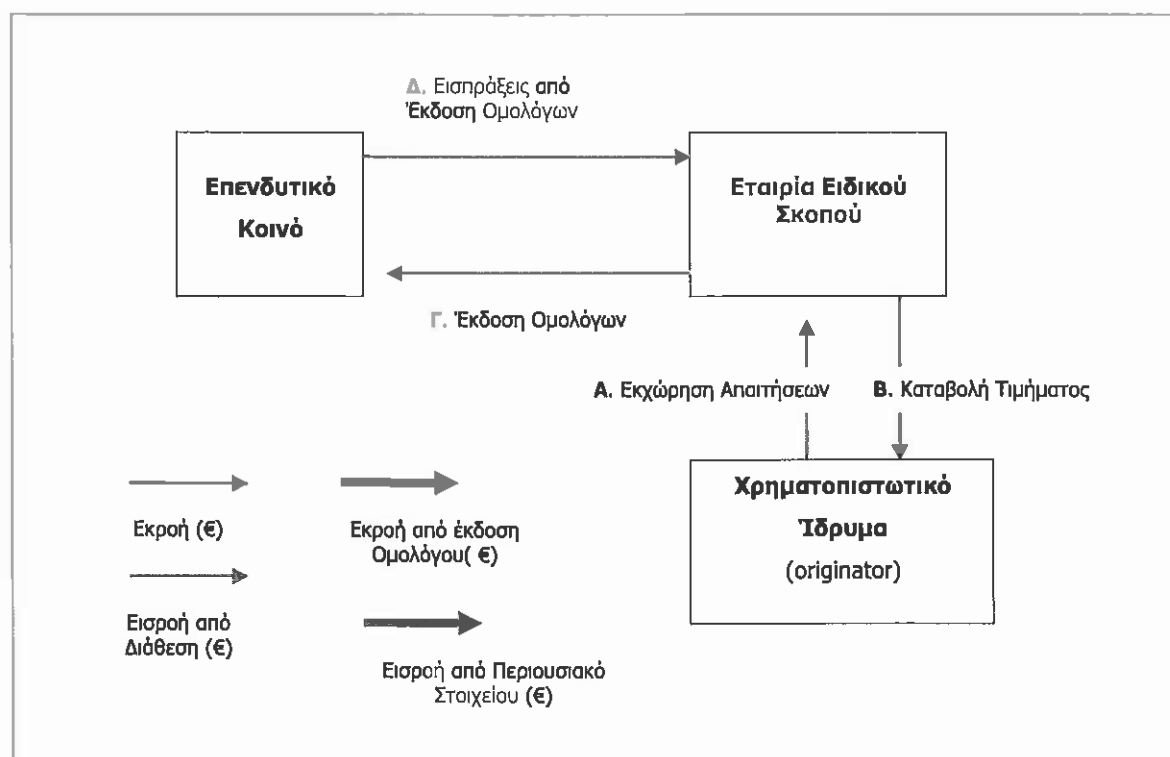 Δ. Εισπράξεις από
Έκδοση Ομολόγων
Επενδυτικό
Κοινό
Εταιρία Ειδικού
Σκοπού
Γ. Έκδοση Ομολόγων
Α. Εκχώρηση Απαιτήσεων
Β. Καταβολή Τιμήματος
Χρηματοπιστωτικό
Ίδρυμα
(originator)
Εκροή (€)
Εκροή από έκδοση
Ομολόγου( €)
Εισροή από
Διάθεση (€)
Εισροή από Περιουσιακό
Στοιχείου (€)